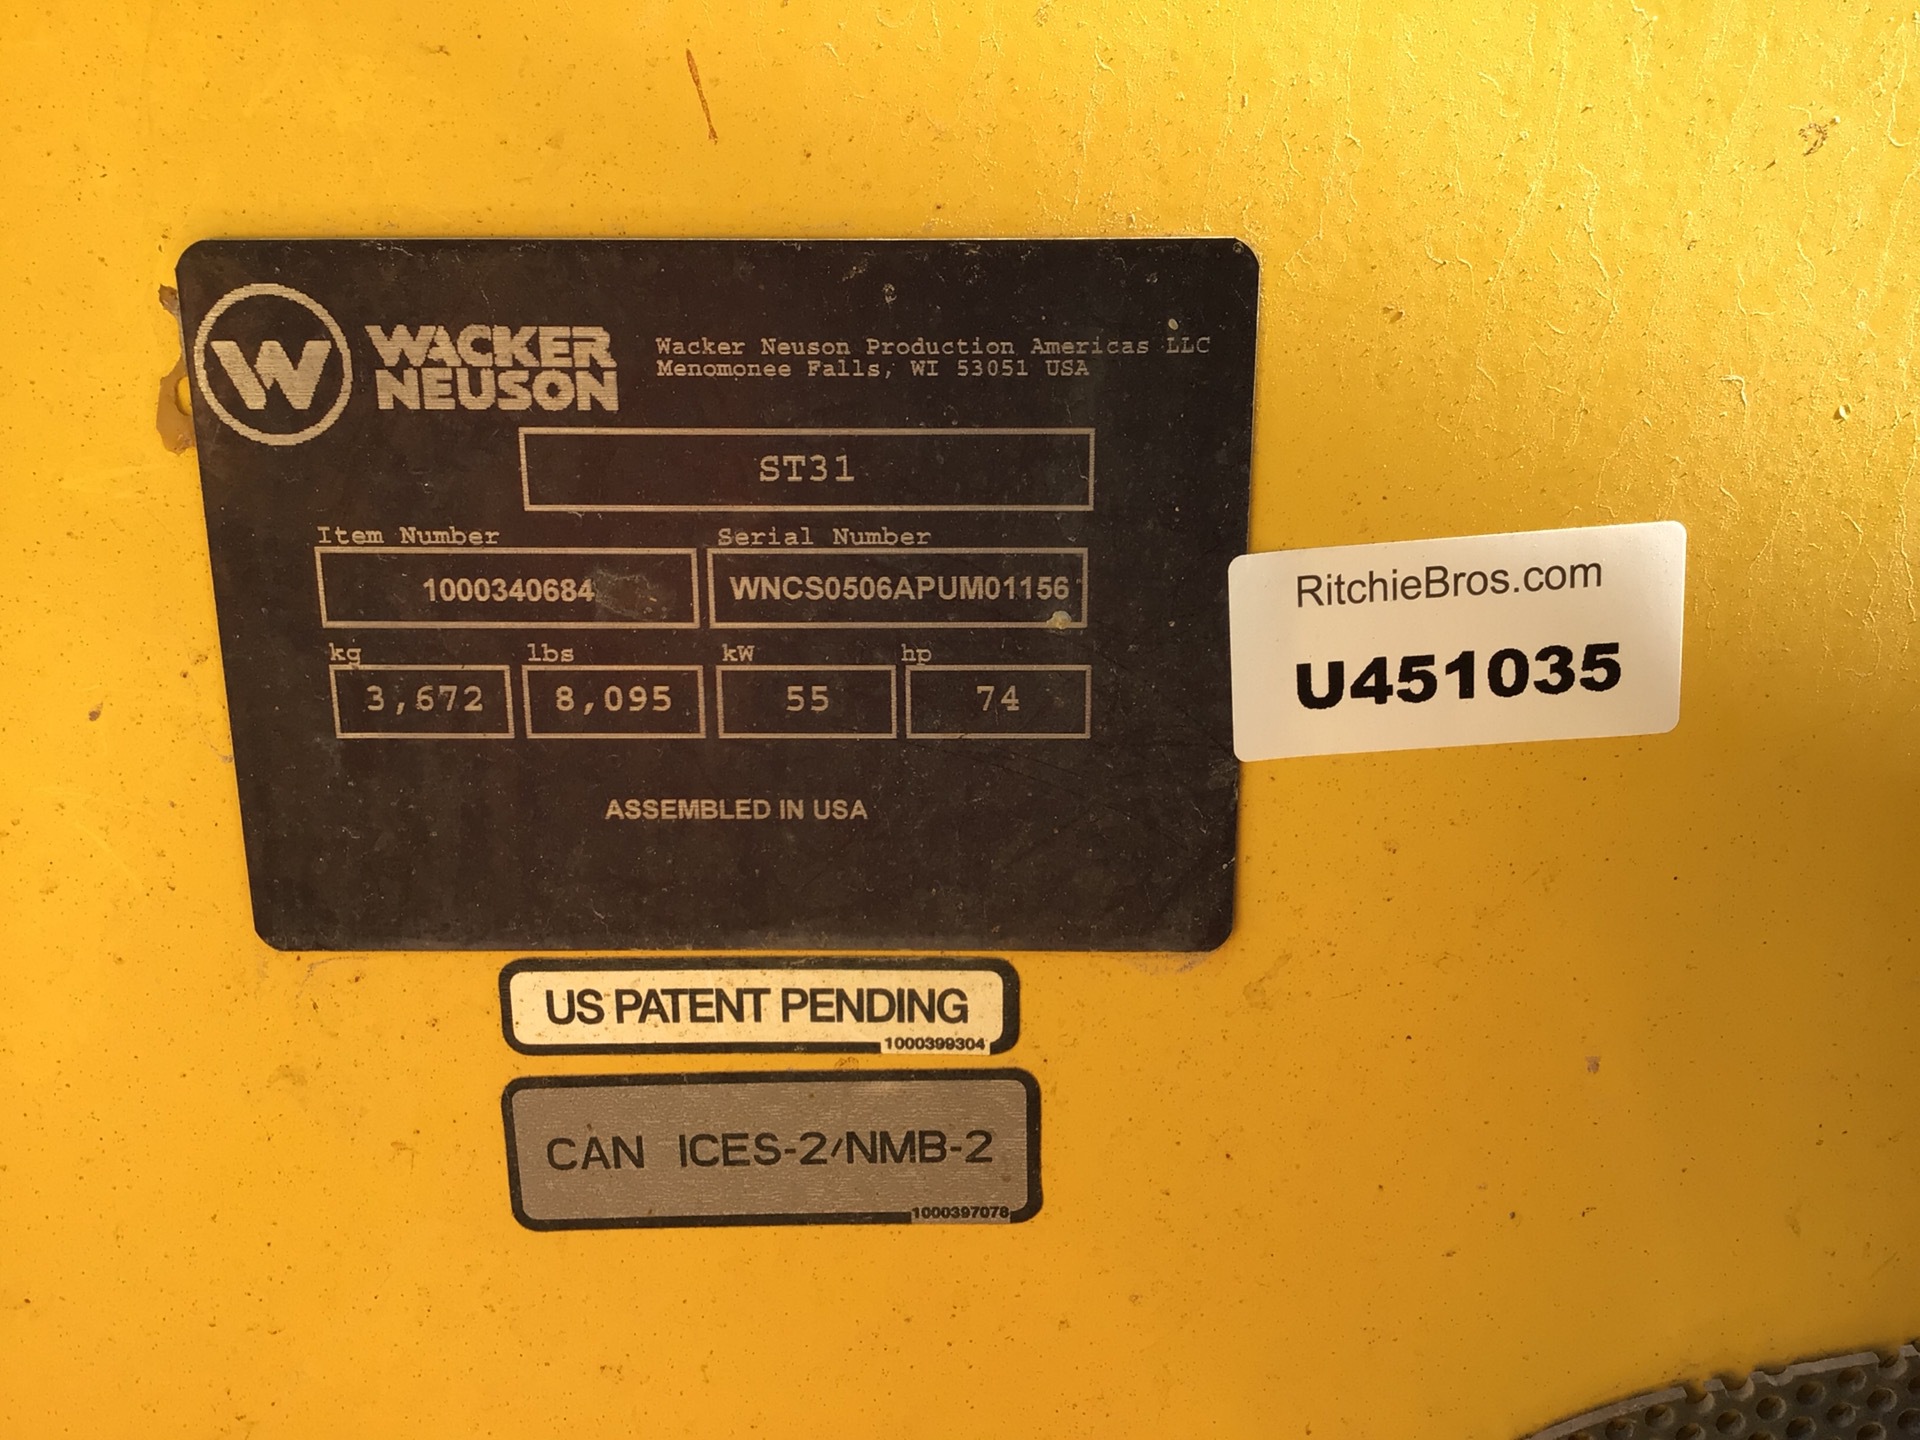 W
WACKER
NEUSON
Wacker Neuson Production Americas LLC
Menomonee Falls, WI 53051 USA
ST31
Item Number
1000340684
Serial Number
WNCS0506APUM01156
kg
3,672
lbs
8,095
kW
55
hp
74
ASSEMBLED IN USA
RitchieBros.com
U451035
US PATENT PENDING
1000399304
CAN ICES-2/NMB-2
1000397078